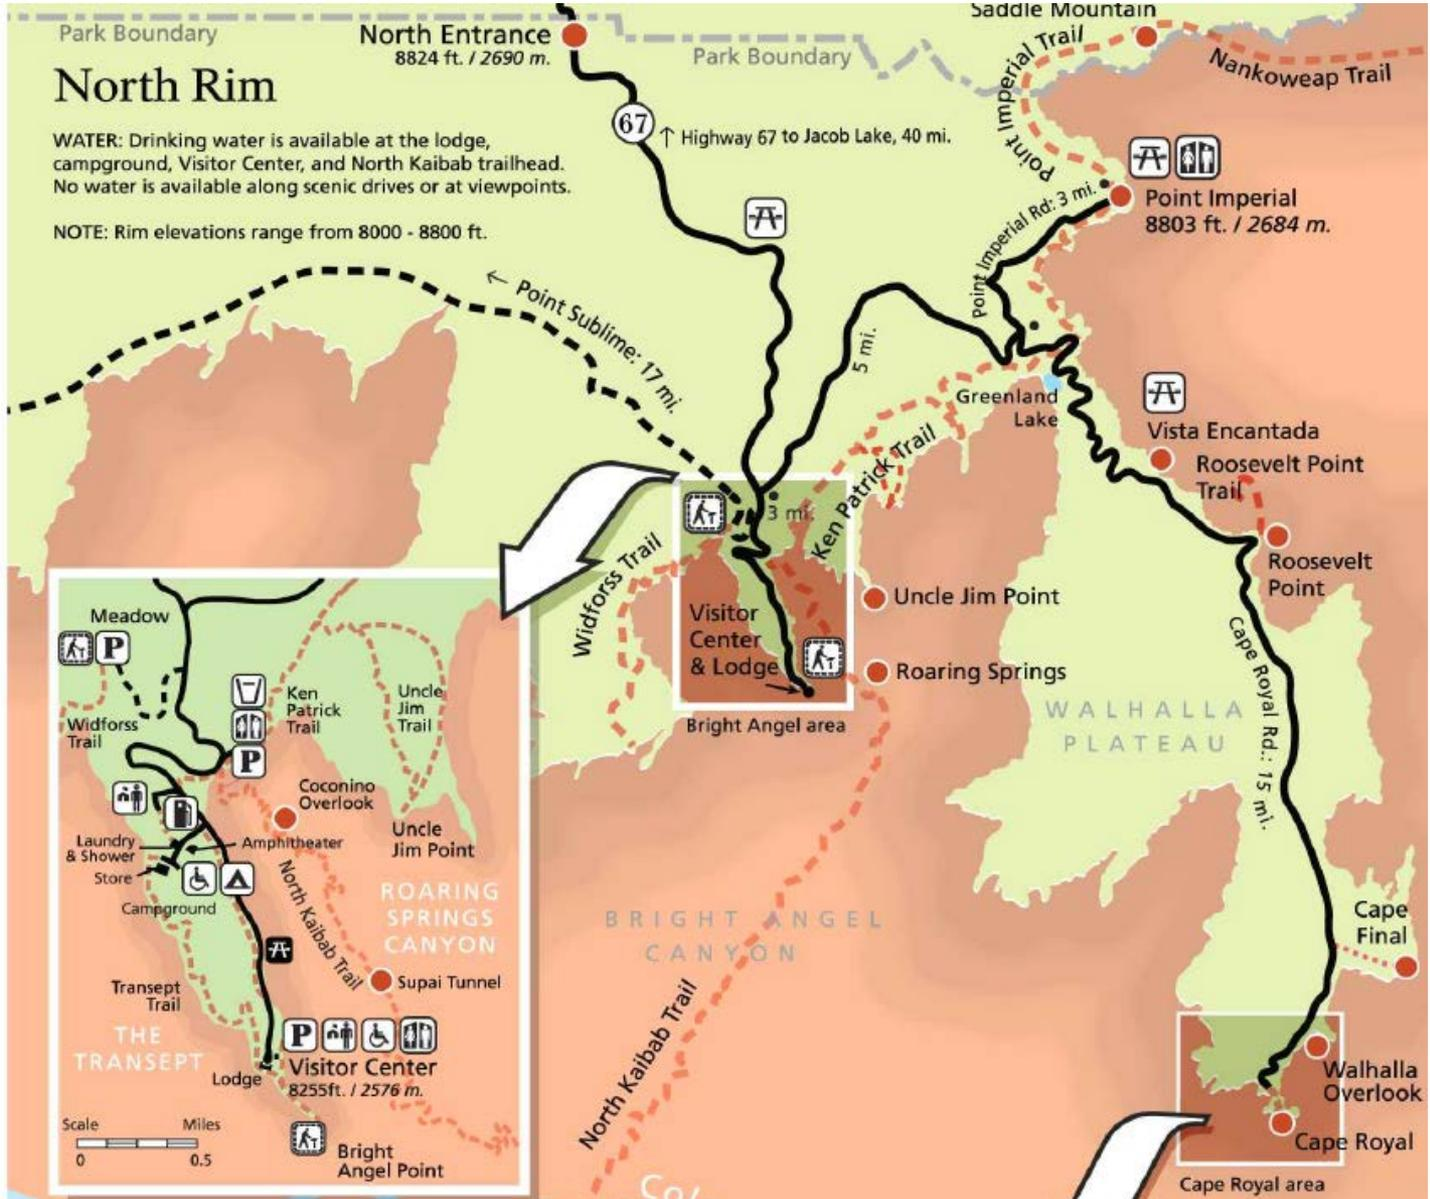 Park Boundary
North Entrance
8824 ft. / 2690 m.
Park Boundary
Saddle Mountain
Nankoweap Trail
Point Imperial Trail
North Rim
WATER: Drinking water is available at the lodge,
campground, Visitor Center, and North Kaibab trailhead.
No water is available along scenic drives or at viewpoints.
NOTE: Rim elevations range from 8000 - 8800 ft.
67
↑ Highway 67 to Jacob Lake, 40 mi.
Point Imperial
8803 ft. / 2684 m.
Point Imperial Rd: 3 mi.
← Point Sublime: 17 mi.
5 mi.
Greenland
Lake
Vista Encantada
Roosevelt Point
Trail
Roosevelt
Point
Ken Patrick Trail
3 mi.
Widforss Trail
Visitor
Center
& Lodge
Uncle Jim Point
Roaring Springs
Bright Angel area
WALHALLA
PLATEAU
Cape Royal Rd.: 15 mi.
Cape
Final
BRIGHT ANGEL
CANYON
North Kaibab Trail
Walhalla
Overlook
Cape Royal
Cape Royal area
Meadow
P
Widforss
Trail
Ken
Patrick
Trail
Uncle
Jim
Trail
P
Coconino
Overlook
Uncle
Jim Point
Laundry
& Shower
Amphitheater
Store
Campground
North Kaibab Trail
ROARING
SPRINGS
CANYON
Supai Tunnel
Transept
Trail
THE
TRANSEPT
P
Visitor Center
8255ft. / 2576 m.
Lodge
Scale
Miles
0
0.5
Bright
Angel Point